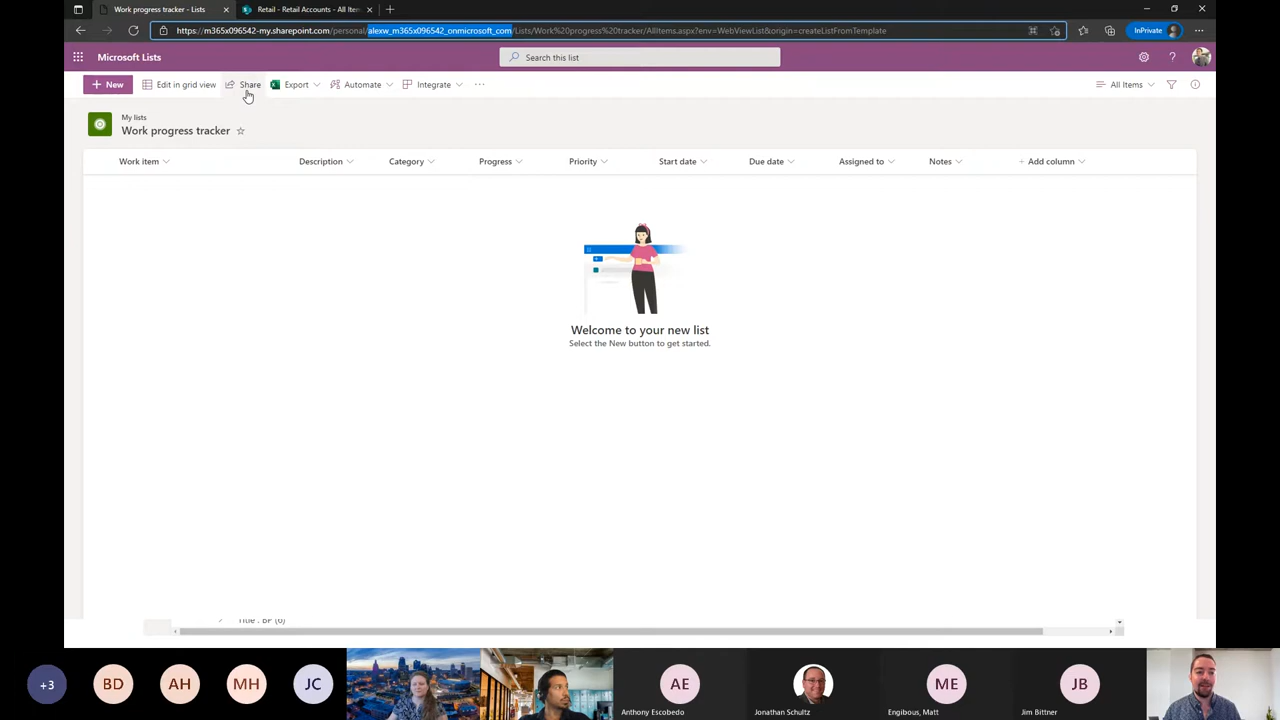 Work progress tracker - Lists
Retail - Retail Accounts - All Item
https://m365x096542-my.sharepoint.com/personal/alexw_m365x096542_onmicrosoft_com/Lists/Work%20progress%20tracker/AllItems.aspx?env=WebViewList&origin=createListFromTemplate
InPrivate
Microsoft Lists
Search this list
New
Edit in grid view
Share
Export
Automate
Integrate
All Items
My lists
Work progress tracker
Work item
Description
Category
Progress
Priority
Start date
Due date
Assigned to
Notes
+ Add column
Welcome to your new list
Select the New button to get started.
Title : BP (6)
+3
BD
AH
MH
JC
AE
Anthony Escobedo
Jonathan Schultz
ME
Engibous, Matt
JB
Jim Bittner